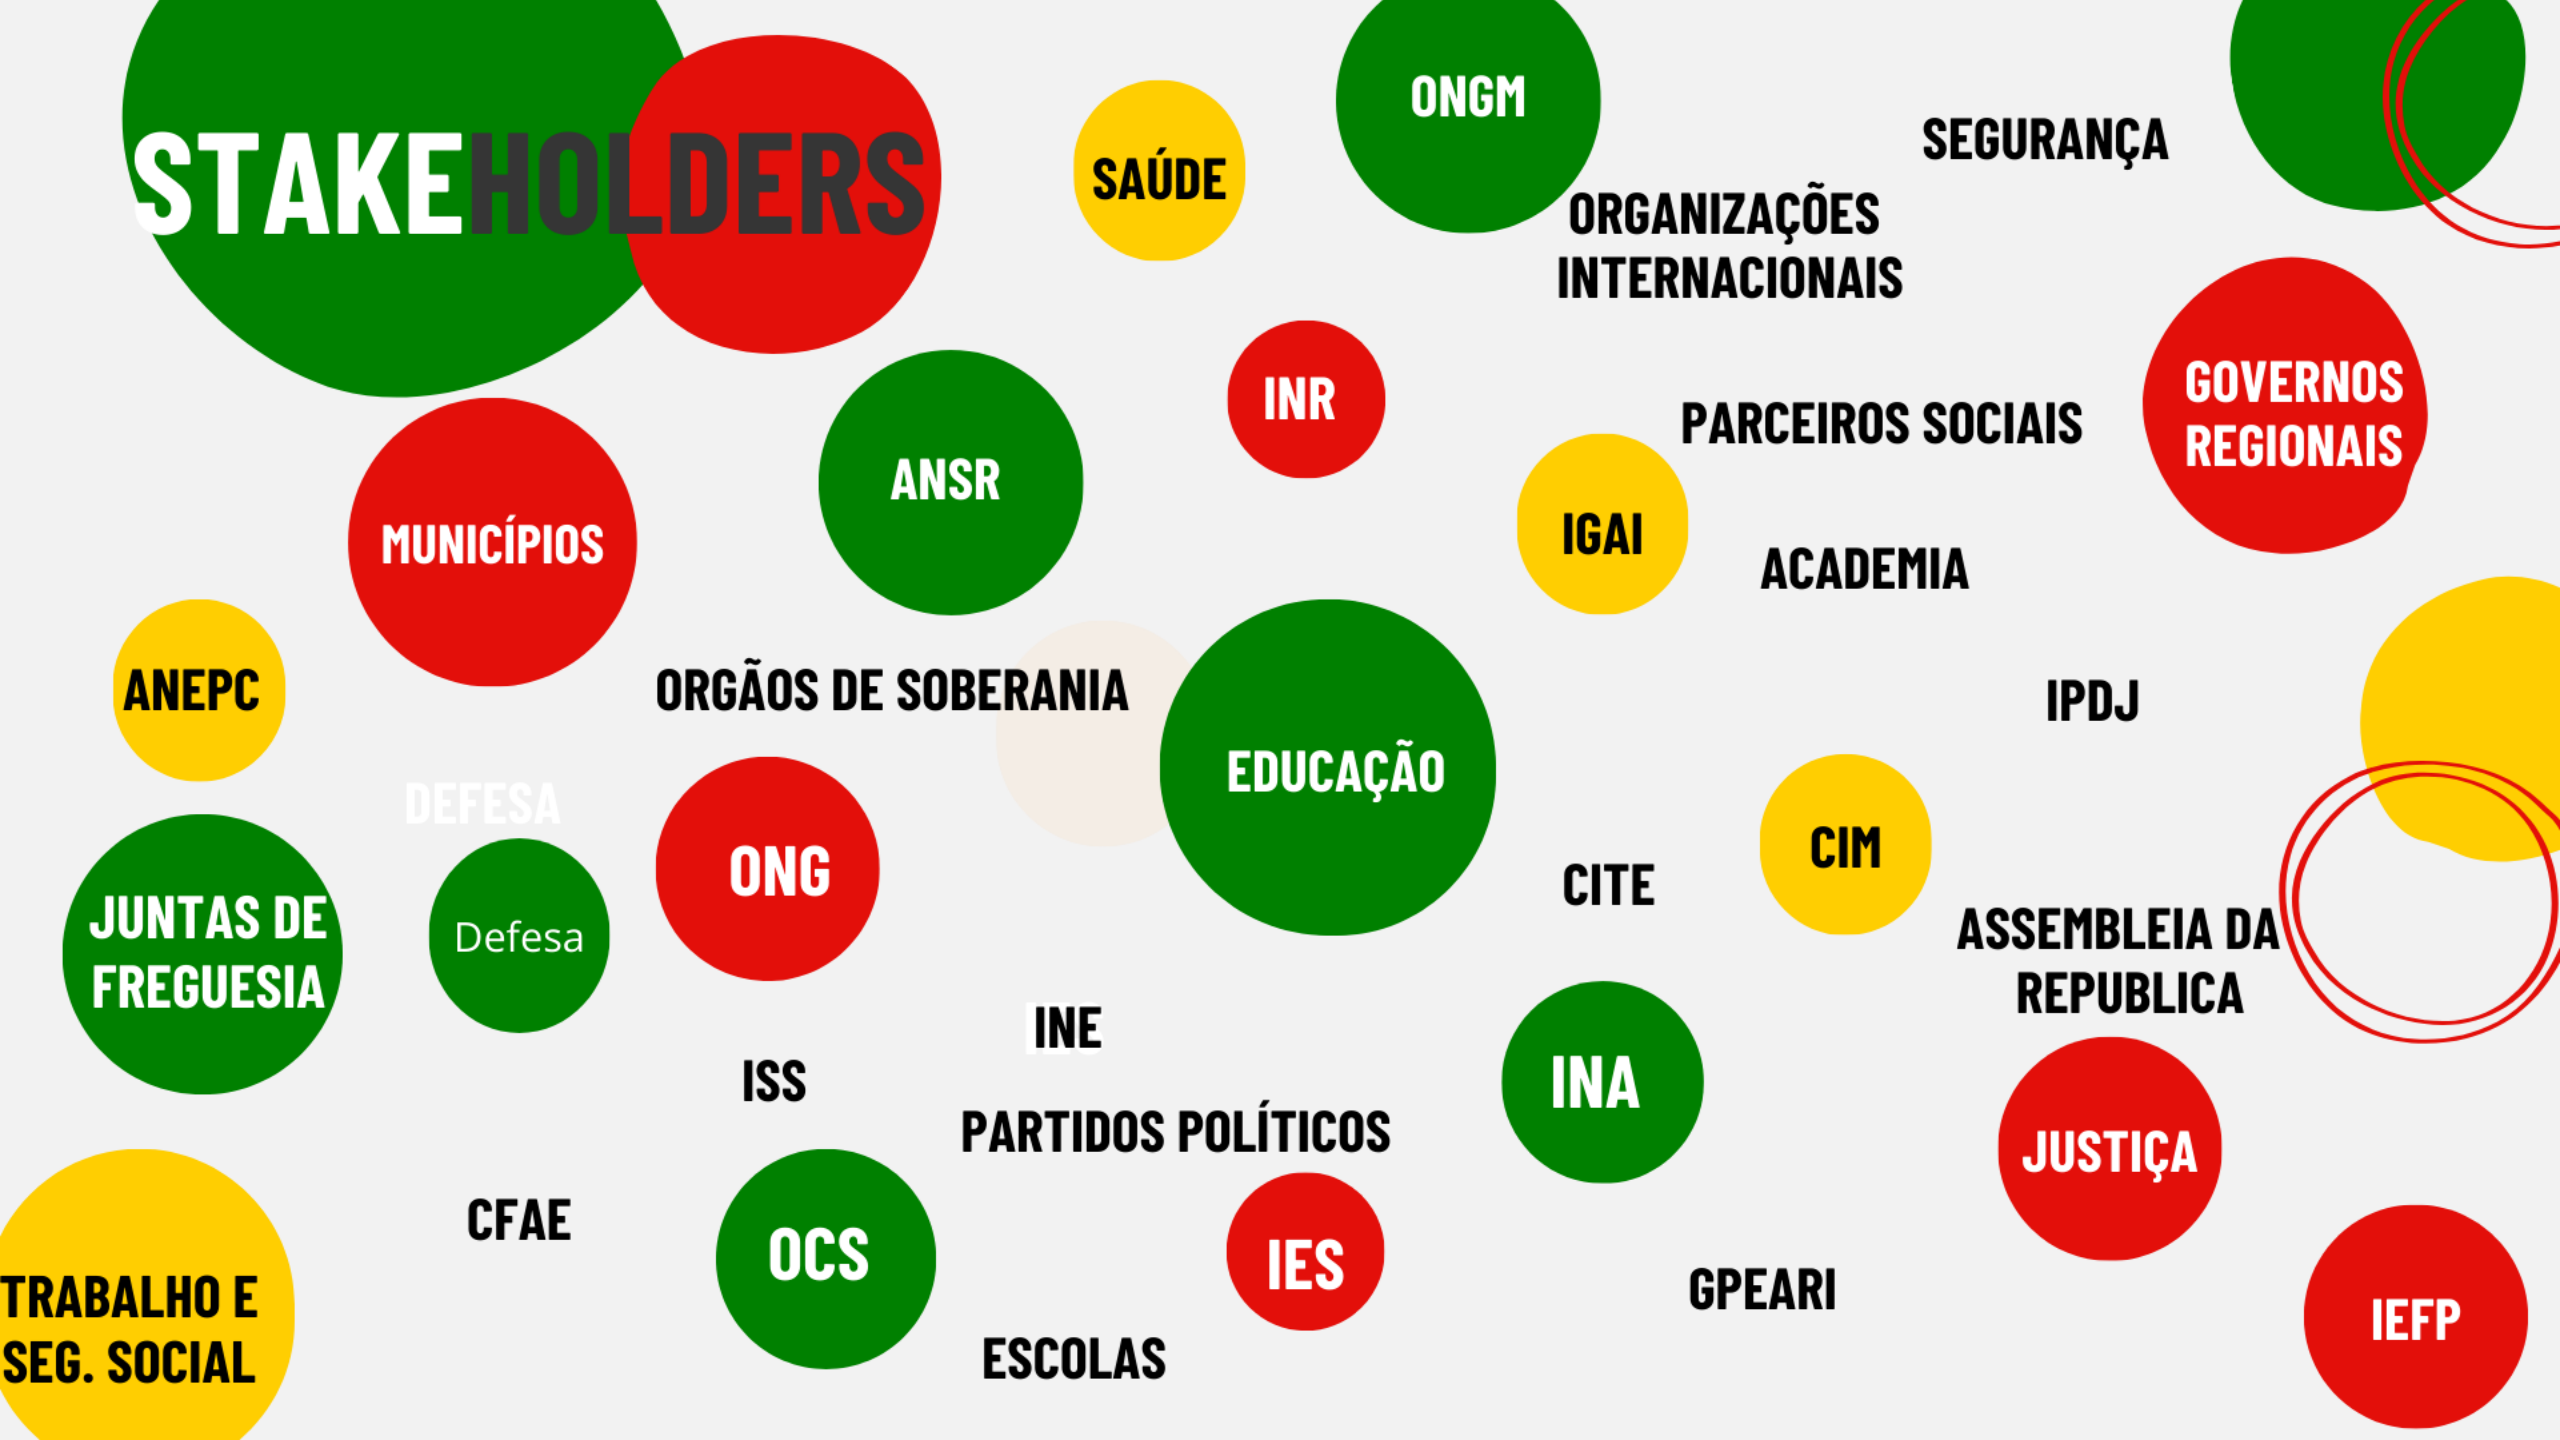 STAKEHOLDERS
SAÚDE
ONGM
SEGURANÇA
ORGANIZAÇÕES
INTERNACIONAIS
INR
GOVERNOS
REGIONAIS
PARCEIROS SOCIAIS
ANSR
MUNICÍPIOS
IGAI
ACADEMIA
ANEPC
ORGÃOS DE SOBERANIA
IPDJ
EDUCAÇÃO
DEFESA
ONG
CIM
CITE
JUNTAS DE
FREGUESIA
Defesa
ASSEMBLEIA DA
REPUBLICA
INE
ISS
INA
PARTIDOS POLÍTICOS
JUSTIÇA
CFAE
OCS
IES
GPEARI
TRABALHO E
SEG. SOCIAL
IEFP
ESCOLAS